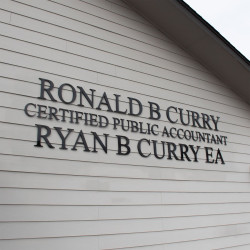 RONALD B CURRY
CERTIFIED PUBLIC ACCOUNTANT
RYAN B CURRY EA